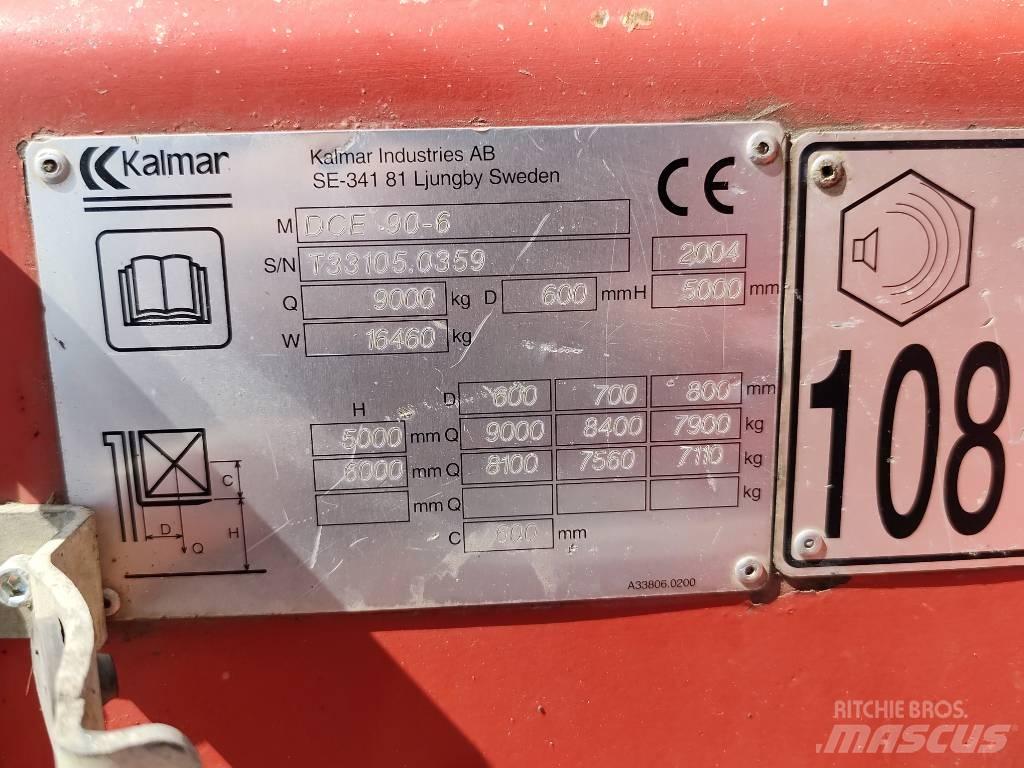 Kalmar
Kalmar Industries AB
SE-341 81 Ljungby Sweden
CE
M DCE 90-6
S/N T33105.0359 2004
Q 9000 kg D 600 mm H 5000 mm
W 16460 kg
H D 600 700 800 mm
5000 mm Q 9000 8400 7900 kg
6000 mm Q 8100 7560 7110 kg
mm Q kg
C 600 mm
C
D
H
Q
A33806.0200
108
RITCHIE BROS.
MASCUS